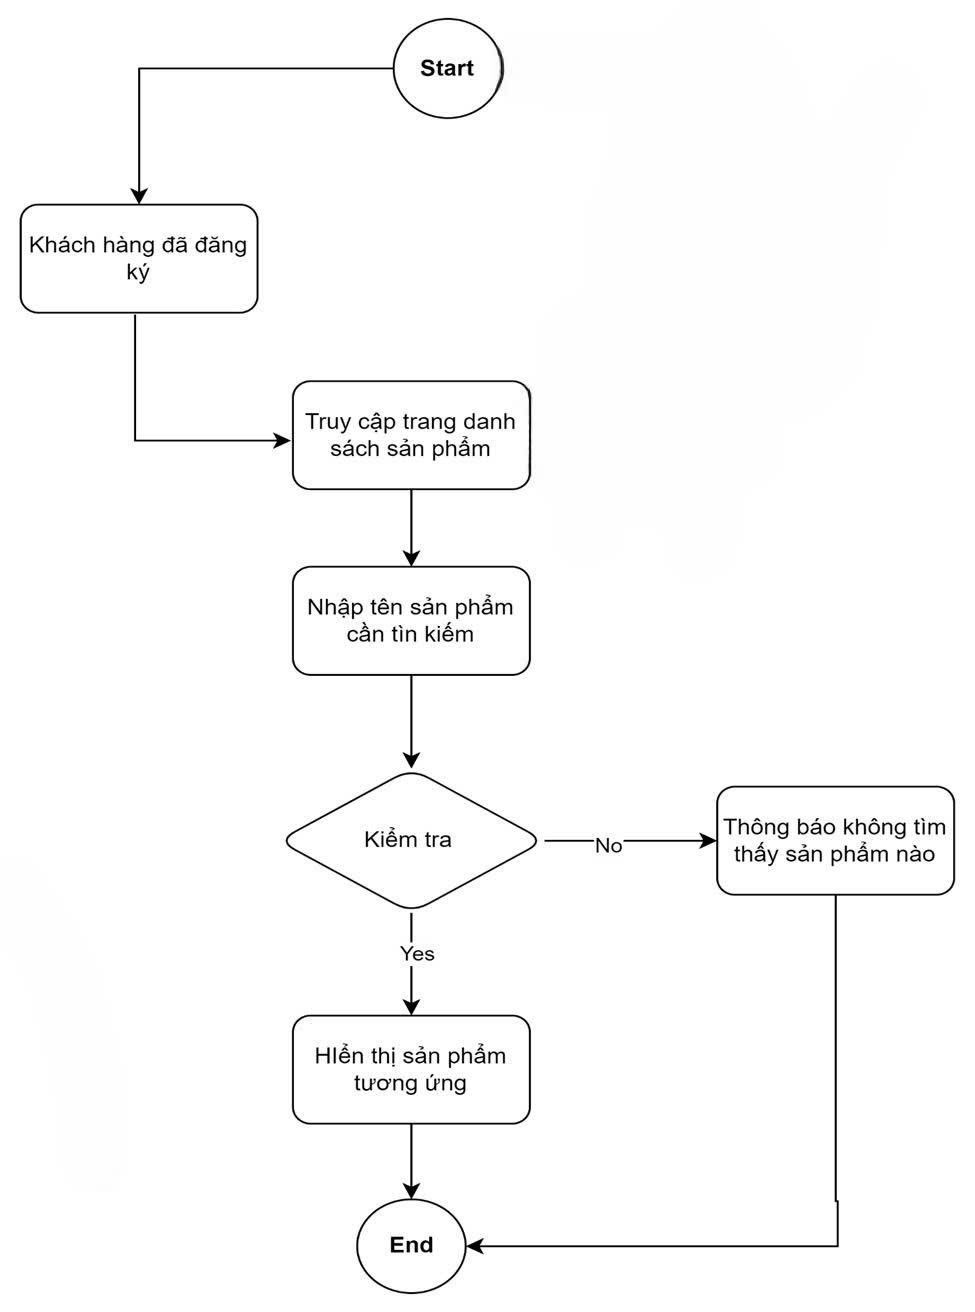 Start
Khách hàng đã đăng
ký
Truy cập trang danh
sách sản phẩm
Nhập tên sản phẩm
cần tìn kiếm
Kiểm tra
No
Thông báo không tìm
thấy sản phẩm nào
Yes
HIển thị sản phẩm
tương ứng
End